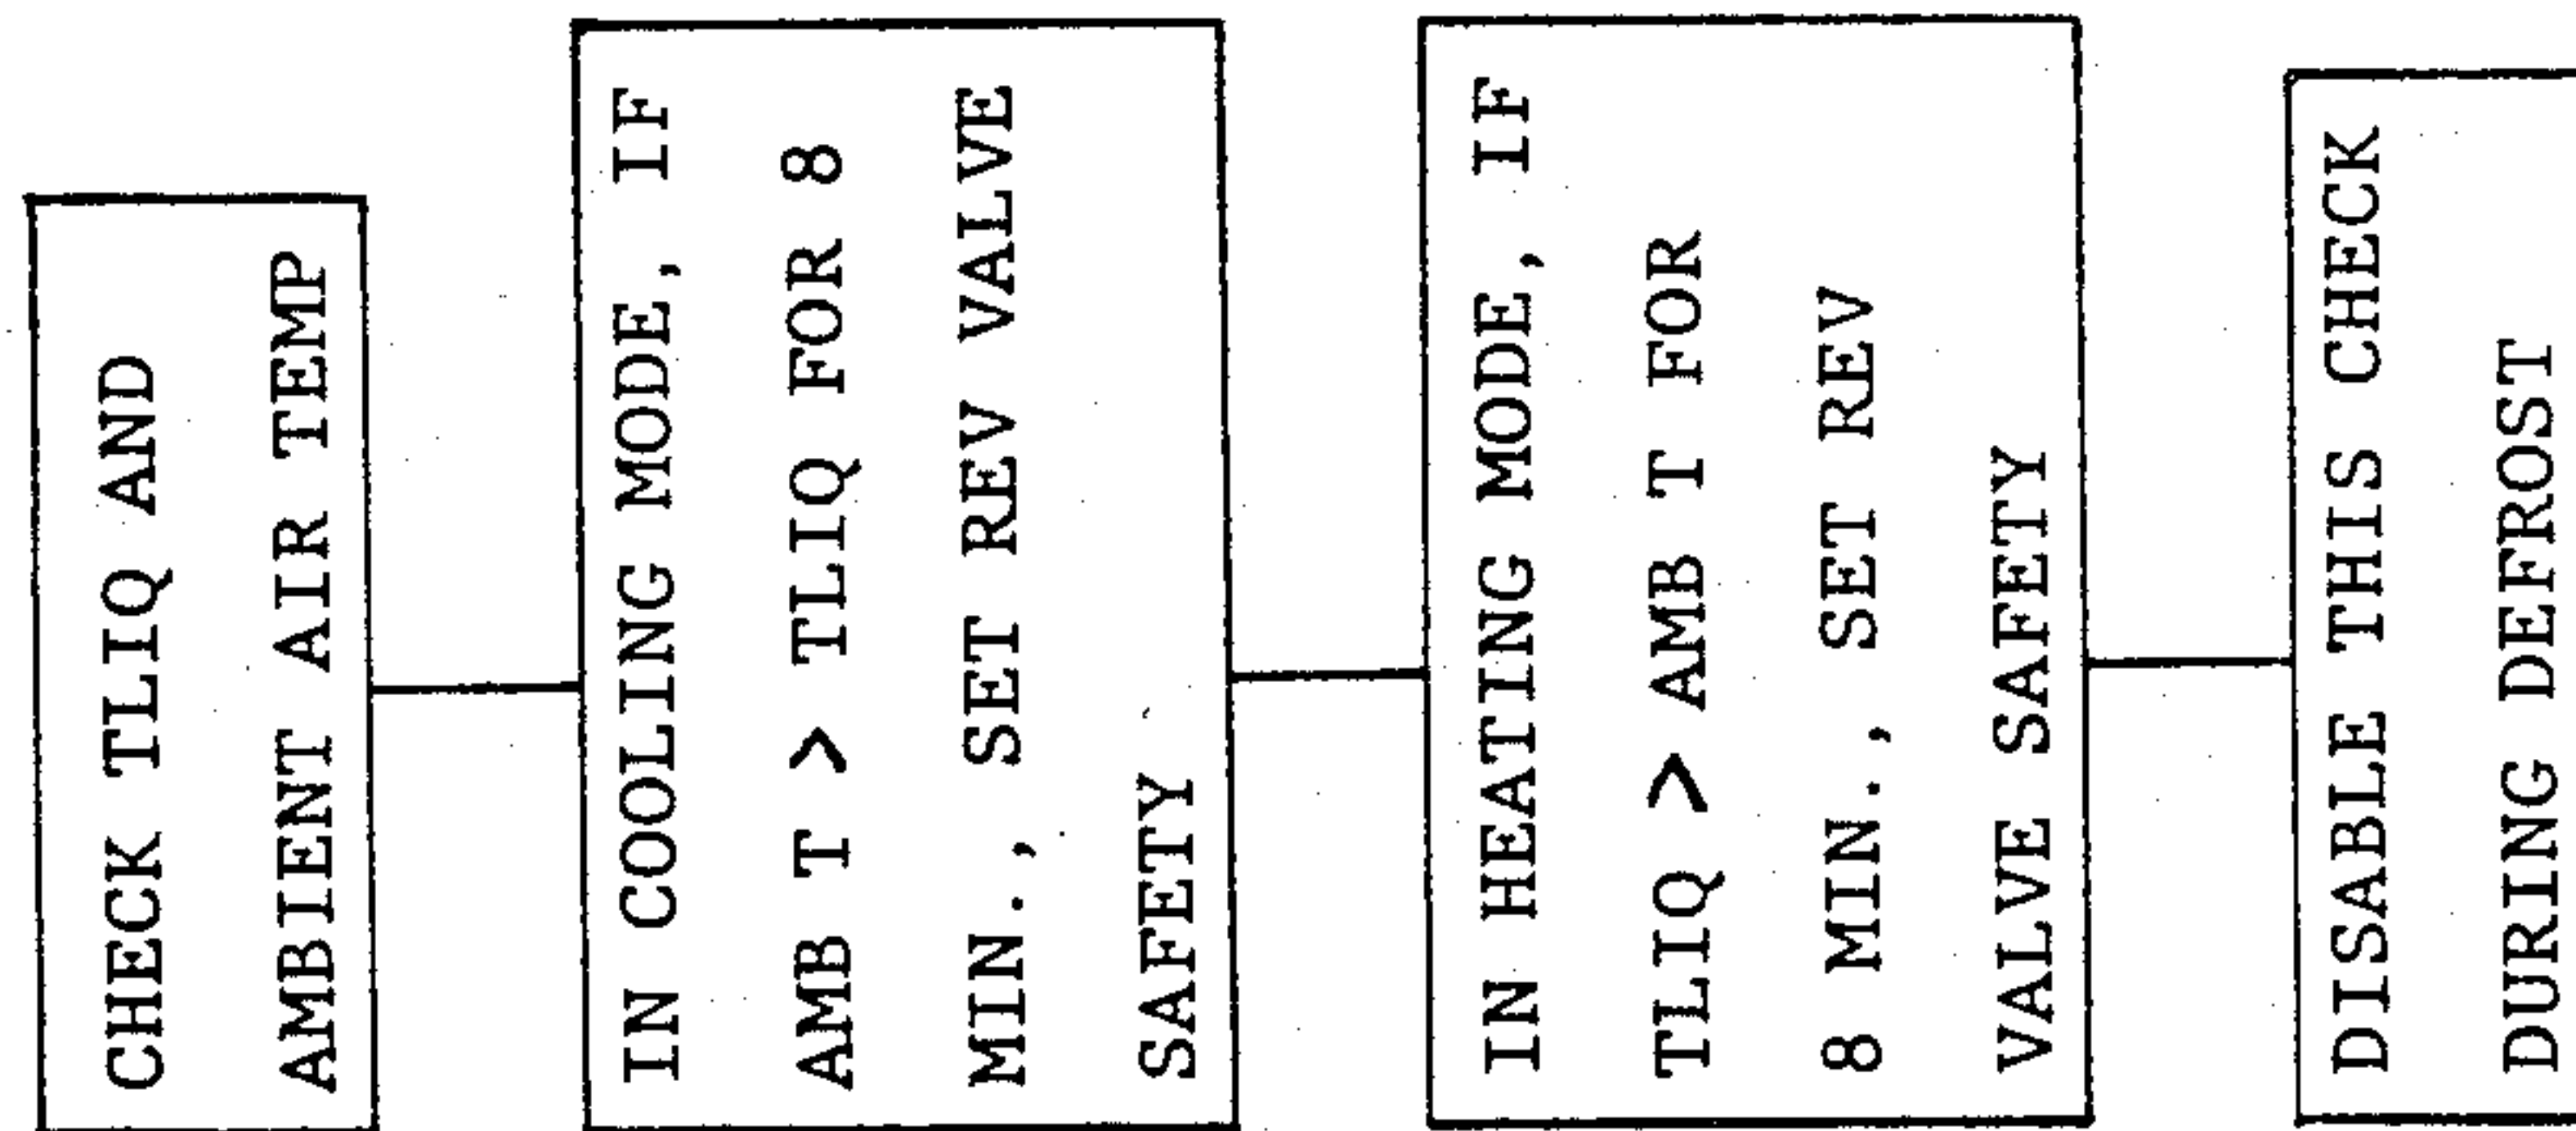 CHECK TLIQ AND
AMBIENT AIR TEMP
IN COOLING MODE, IF
AMB T > TLIQ FOR 8
MIN., SET REV VALVE
SAFETY
IN HEATING MODE, IF
TLIQ > AMB T FOR
8 MIN., SET REV
VALVE SAFETY
DISABLE THIS CHECK
DURING DEFROST